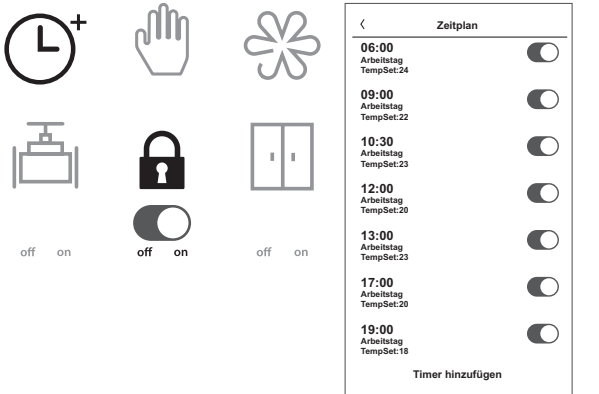 off on
off on
off on
Zeitplan
06:00
Arbeitstag
TempSet:24
09:00
Arbeitstag
TempSet:22
10:30
Arbeitstag
TempSet:23
12:00
Arbeitstag
TempSet:20
13:00
Arbeitstag
TempSet:23
17:00
Arbeitstag
TempSet:20
19:00
Arbeitstag
TempSet:18
Timer hinzufügen